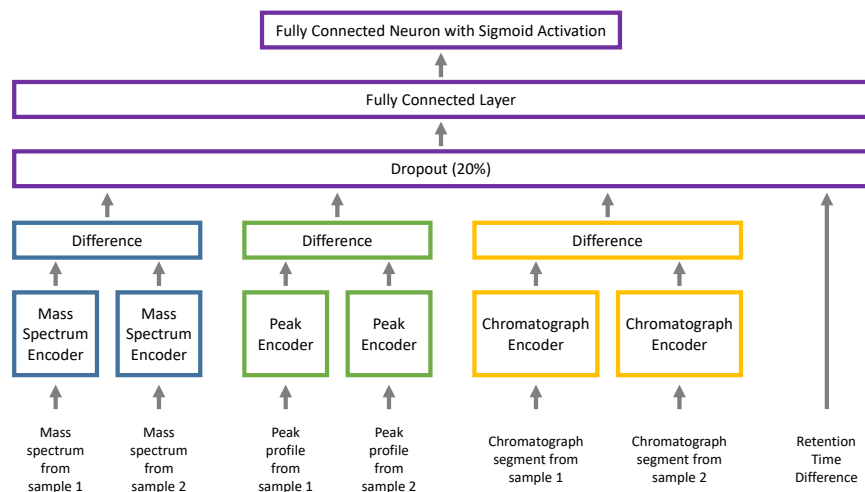 Fully Connected Neuron with Sigmoid Activation
Fully Connected Layer
Dropout (20%)
Difference
Difference
Difference
Mass
Spectrum
Encoder
Mass
Spectrum
Encoder
Peak
Encoder
Peak
Encoder
Chromatograph
Encoder
Chromatograph
Encoder
Mass
spectrum
from
sample 1
Mass
spectrum
from
sample 2
Peak
profile
from
sample 1
Peak
profile
from
sample 2
Chromatograph
segment from
sample 1
Chromatograph
segment from
sample 2
Retention
Time
Difference